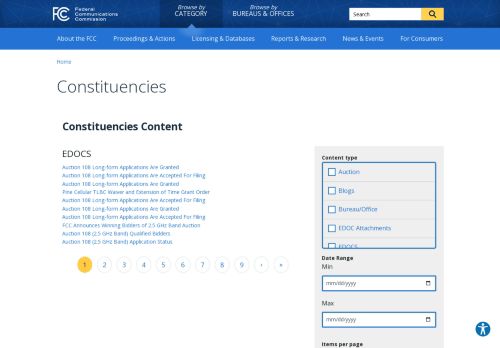 FCC
Federal
Communications
Commission
Browse by
CATEGORY
Browse by
BUREAUS & OFFICES
Search
About the FCC
Proceedings & Actions
Licensing & Databases
Reports & Research
News & Events
For Consumers
Home
Constituencies
Constituencies Content
EDOCS
Auction 108 Long-form Applications Are Granted
Auction 108 Long-form Applications Are Accepted For Filing
Auction 108 Long-form Applications Are Granted
Pine Cellular TLBC Waiver and Extension of Time Grant Order
Auction 108 Long-form Applications Are Accepted For Filing
Auction 108 Long-form Applications Are Granted
Auction 108 Long-form Applications Are Accepted For Filing
FCC Announces Winning Bidders of 2.5 GHz Band Auction
Auction 108 (2.5 GHz Band) Qualified Bidders
Auction 108 (2.5 GHz Band) Application Status
1 2 3 4 5 6 7 8 9 › »
Content type
Auction
Blogs
Bureau/Office
EDOC Attachments
EDOCS
Date Range
Min
mm/dd/yyyy
Max
mm/dd/yyyy
Items per page